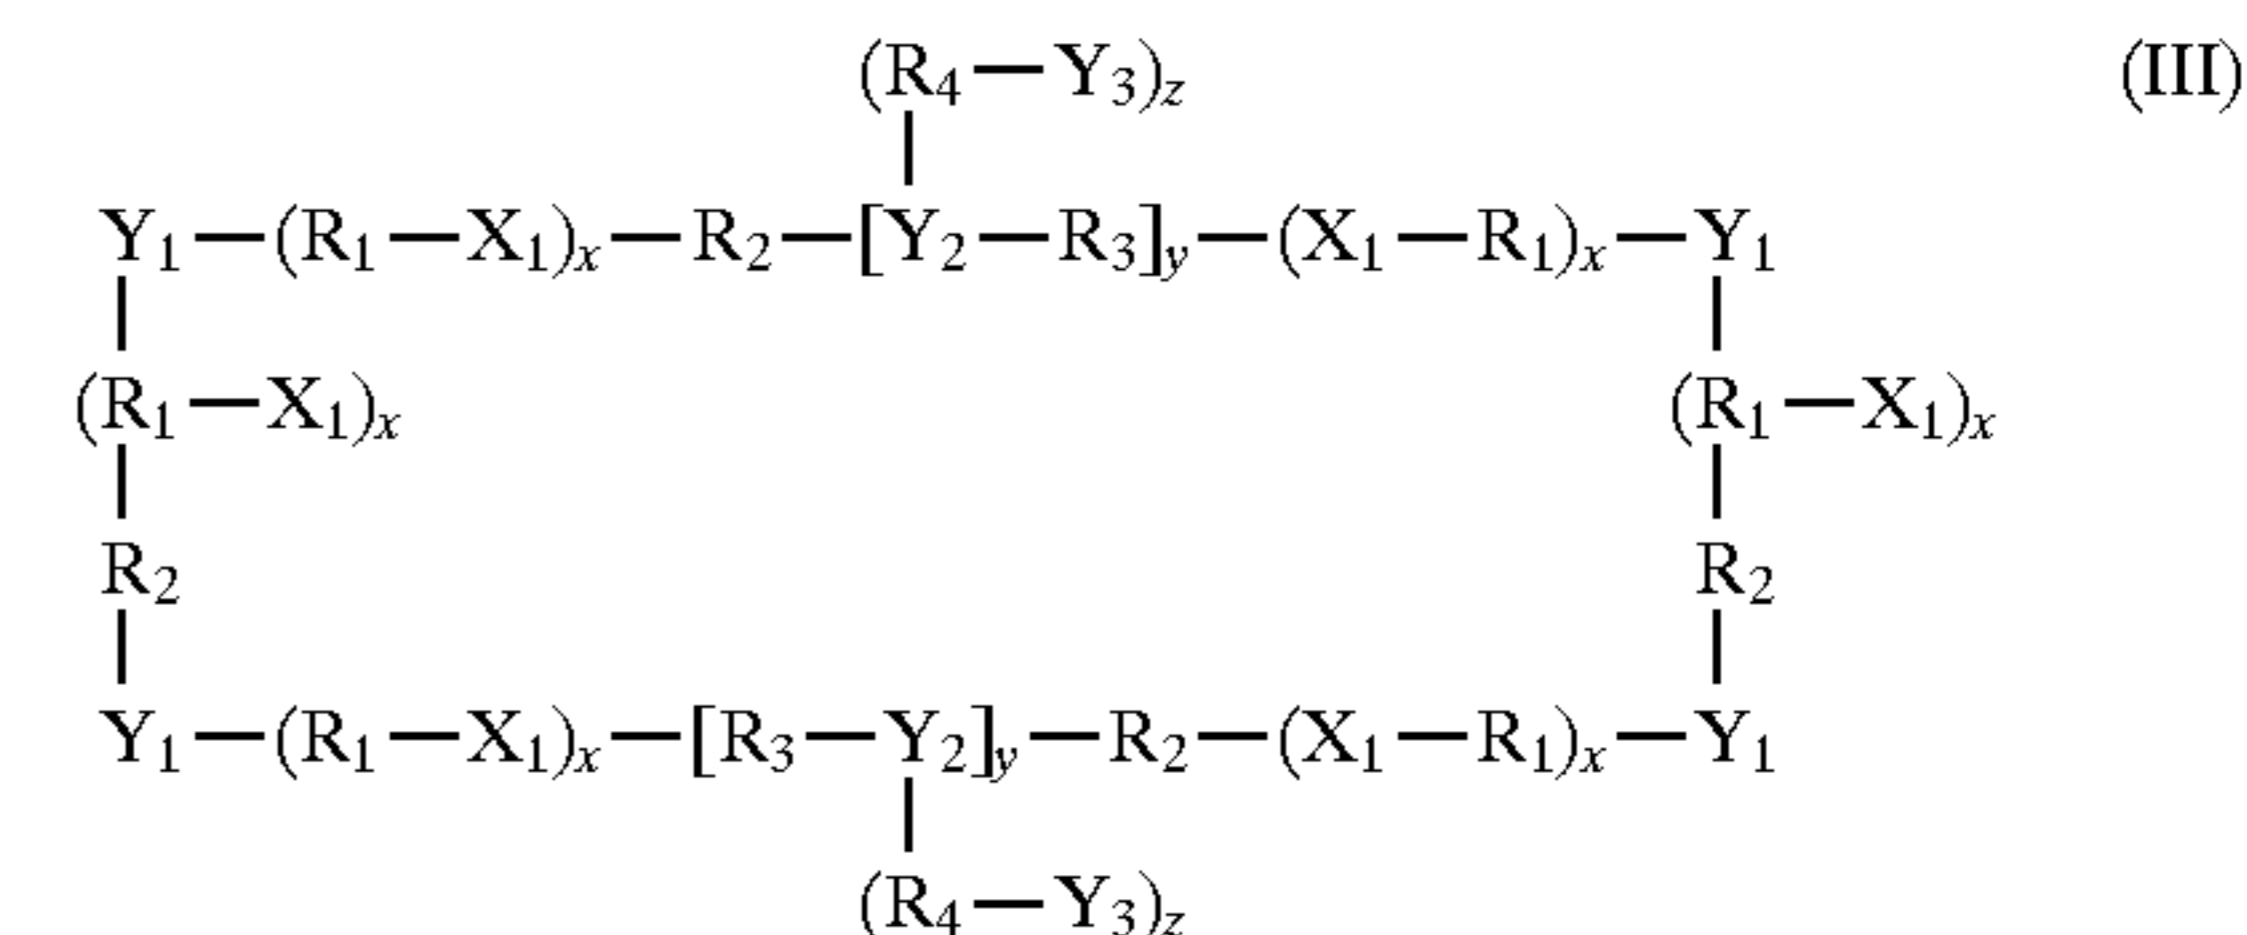 (R₄—Y₃)z (III)
Y₁—(R₁—X₁)x—R₂—[Y₂—R₃]y—(X₁—R₁)x—Y₁
(R₁—X₁)x (R₁—X₁)x
R₂ R₂
Y₁—(R₁—X₁)x—[R₃—Y₂]y—R₂—(X₁—R₁)x—Y₁
(R₄—Y₃)z